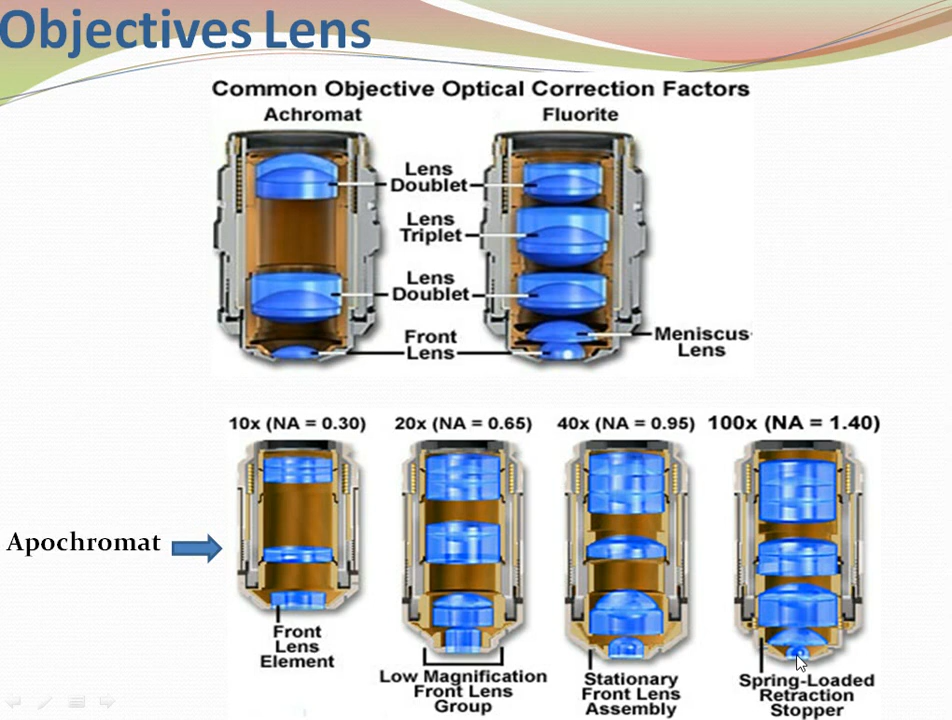 Objectives Lens
Common Objective Optical Correction Factors
Achromat
Fluorite
Lens
Doublet
Lens
Triplet
Lens
Doublet
Front
Lens
Meniscus
Lens
10x (NA = 0.30)
20x (NA = 0.65)
40x (NA = 0.95)
100x (NA = 1.40)
Apochromat
Front
Lens
Element
Low Magnification
Front Lens
Group
Stationary
Front Lens
Assembly
Spring-Loaded
Retraction
Stopper